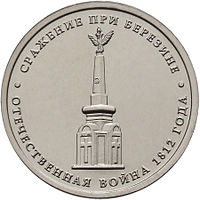 СРАЖЕНИЕ ПРИ БЕРЕЗИНЕ
ОТЕЧЕСТВЕННАЯ ВОЙНА 1812 ГОДА